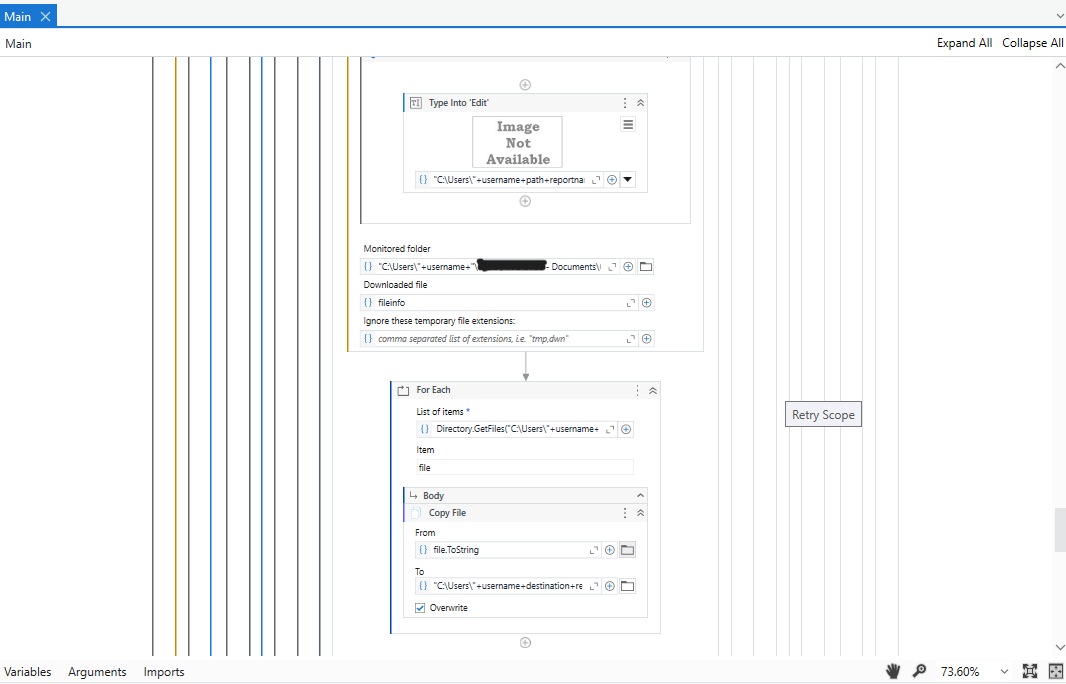 Main
Main
Expand All Collapse All
Type Into 'Edit'
Image
Not
Available
"C:\Users\"+username+path+reportna
Monitored folder
"C:\Users\"+username+"\ - Documents\
Downloaded file
fileinfo
Ignore these temporary file extensions:
comma separated list of extensions, i.e. "tmp,dwn"
For Each
List of items *
Directory.GetFiles("C:\Users\"+username+
Retry Scope
Item
file
Body
Copy File
From
file.ToString
To
"C:\Users\"+username+destination+re
Overwrite
Variables Arguments Imports
73.60%